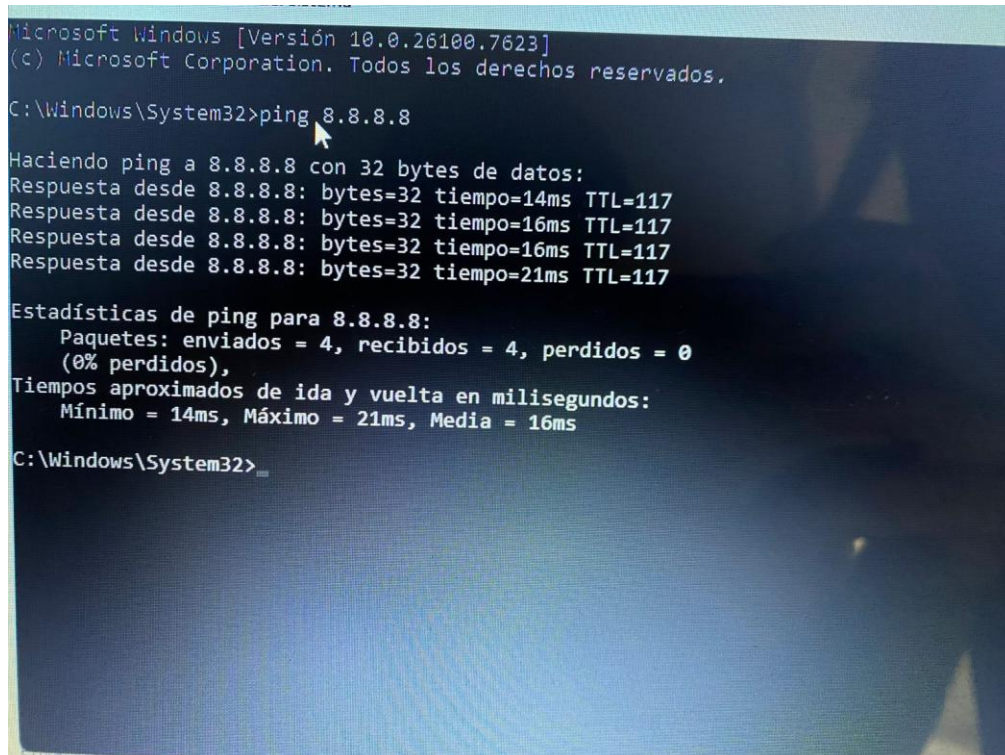 Microsoft Windows [Versión 10.0.26100.7623]
(c) Microsoft Corporation. Todos los derechos reservados.
C:\Windows\System32>ping 8.8.8.8
Haciendo ping a 8.8.8.8 con 32 bytes de datos:
Respuesta desde 8.8.8.8: bytes=32 tiempo=14ms TTL=117
Respuesta desde 8.8.8.8: bytes=32 tiempo=16ms TTL=117
Respuesta desde 8.8.8.8: bytes=32 tiempo=16ms TTL=117
Respuesta desde 8.8.8.8: bytes=32 tiempo=21ms TTL=117
Estadísticas de ping para 8.8.8.8:
    Paquetes: enviados = 4, recibidos = 4, perdidos = 0
    (0% perdidos),
Tiempos aproximados de ida y vuelta en milisegundos:
    Mínimo = 14ms, Máximo = 21ms, Media = 16ms
C:\Windows\System32>_